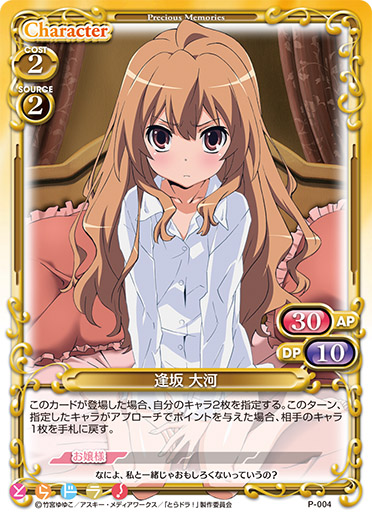 Precious Memories
Character
COST
2
SOURCE
2
30 AP
DP 10
逢坂 大河
このカードが登場した場合、自分のキャラ2枚を指定する。このターン、
指定したキャラがアプローチでポイントを与えた場合、相手のキャラ
1枚を手札に戻す。
お嬢様
なによ、私と一緒じゃおもしろくないっていうの?
とらドラ!
©竹宮ゆゆこ/アスキー・メディアワークス/「とらドラ!」製作委員会
P-004